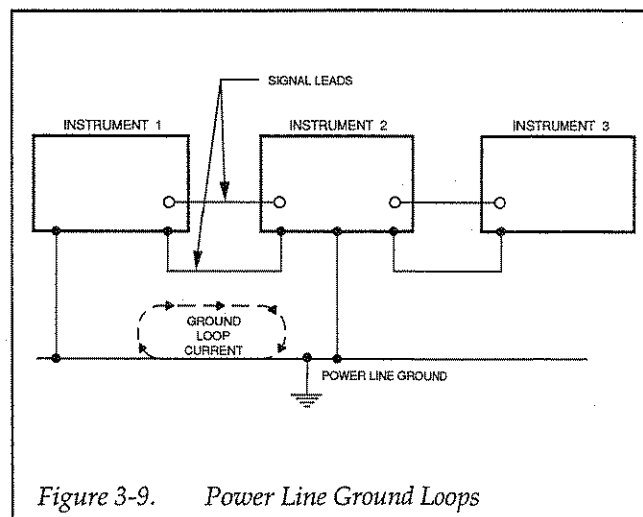 SIGNAL LEADS
INSTRUMENT 1
INSTRUMENT 2
INSTRUMENT 3
GROUND
LOOP
CURRENT
POWER LINE GROUND
Figure 3-9. Power Line Ground Loops